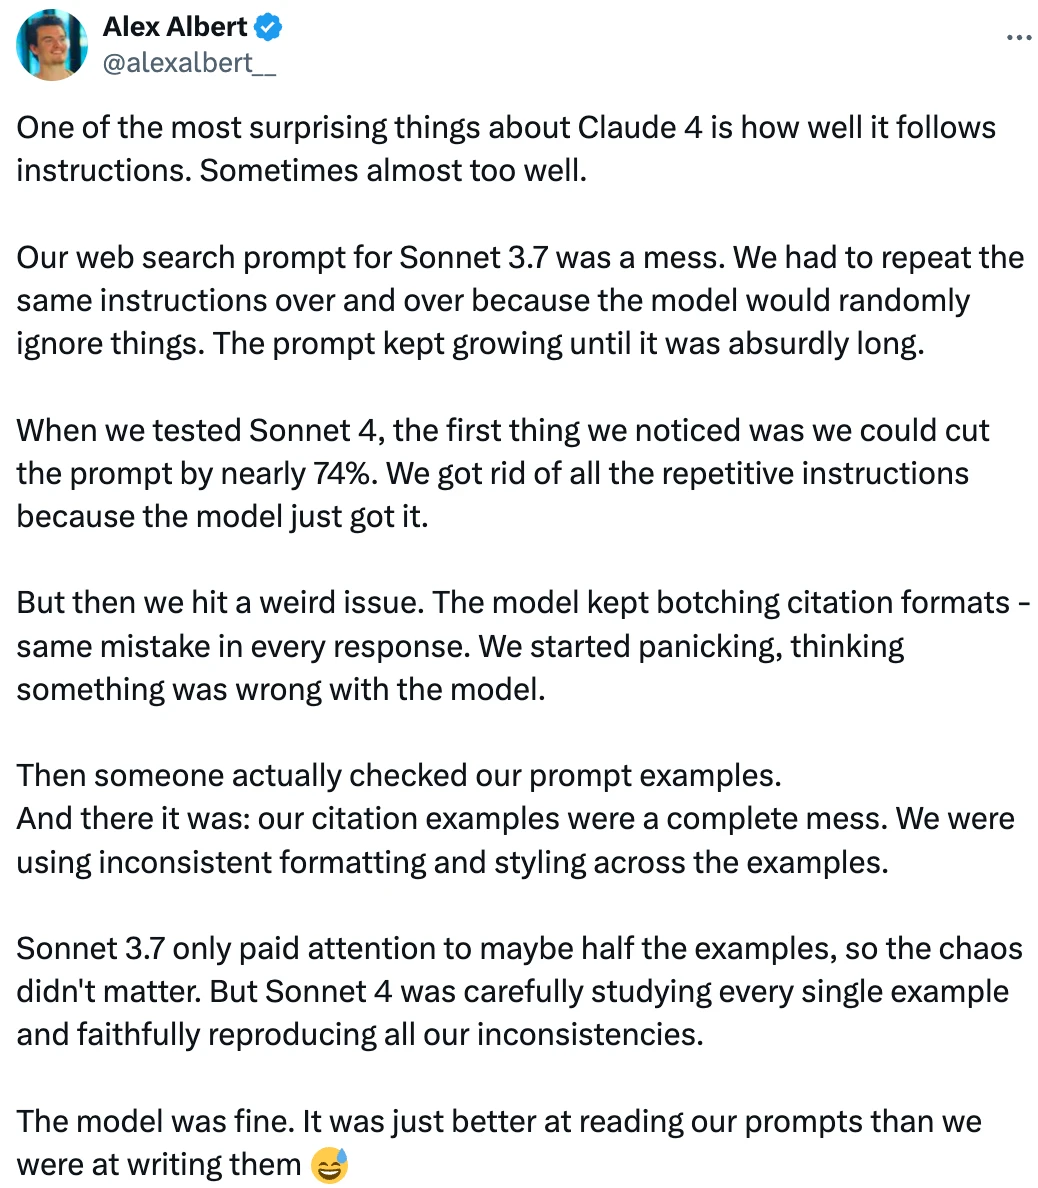 Alex Albert
@alexalbert__
One of the most surprising things about Claude 4 is how well it follows
instructions. Sometimes almost too well.
Our web search prompt for Sonnet 3.7 was a mess. We had to repeat the
same instructions over and over because the model would randomly
ignore things. The prompt kept growing until it was absurdly long.
When we tested Sonnet 4, the first thing we noticed was we could cut
the prompt by nearly 74%. We got rid of all the repetitive instructions
because the model just got it.
But then we hit a weird issue. The model kept botching citation formats -
same mistake in every response. We started panicking, thinking
something was wrong with the model.
Then someone actually checked our prompt examples.
And there it was: our citation examples were a complete mess. We were
using inconsistent formatting and styling across the examples.
Sonnet 3.7 only paid attention to maybe half the examples, so the chaos
didn't matter. But Sonnet 4 was carefully studying every single example
and faithfully reproducing all our inconsistencies.
The model was fine. It was just better at reading our prompts than we
were at writing them 😅